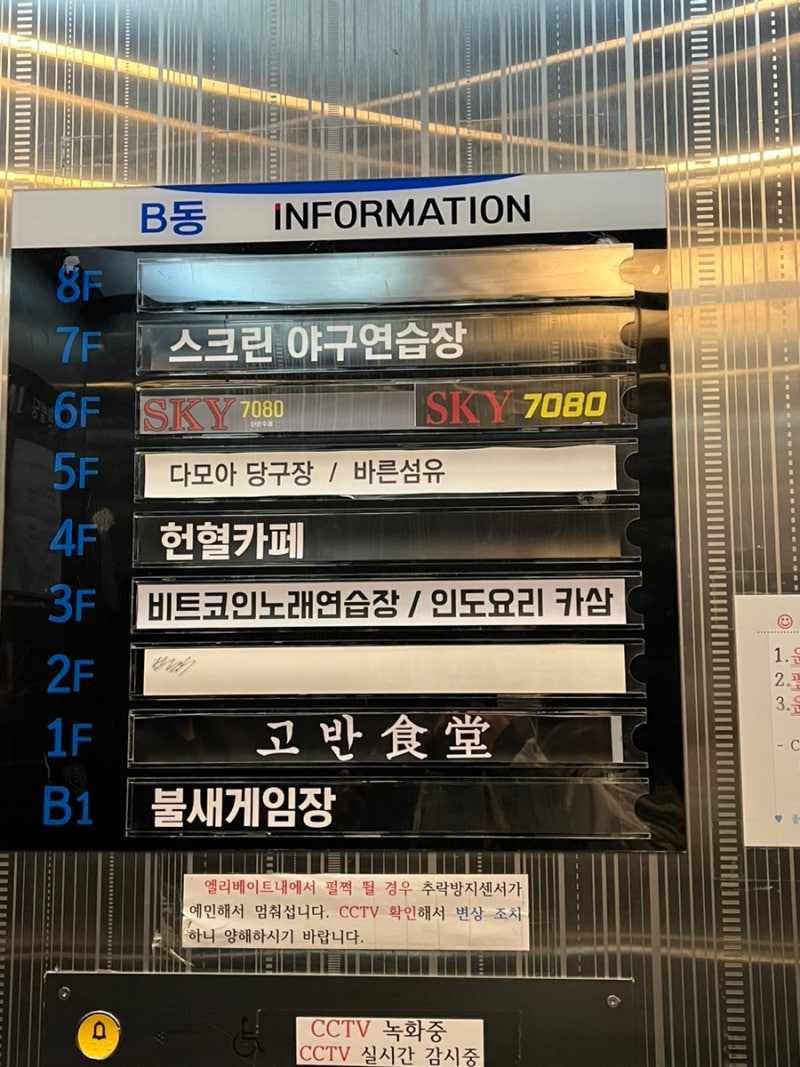 B동 INFORMATION
8F
7F 스크린 야구연습장
6F SKY 7080 SKY 7080
5F 다모아 당구장 / 바른섬유
4F 헌혈카페
3F 비트코인노래연습장 / 인도요리 카삼
2F
1F 고반 食堂
B1 불새게임장
엘리베이트내에서 펄쩍 뛸 경우 추락방지센서가
예민해서 멈춰섭니다. CCTV 확인해서 변상 조치
하니 양해하시기 바랍니다.
CCTV 녹화중
CCTV 실시간 감시중
1.
2.
3.
- C